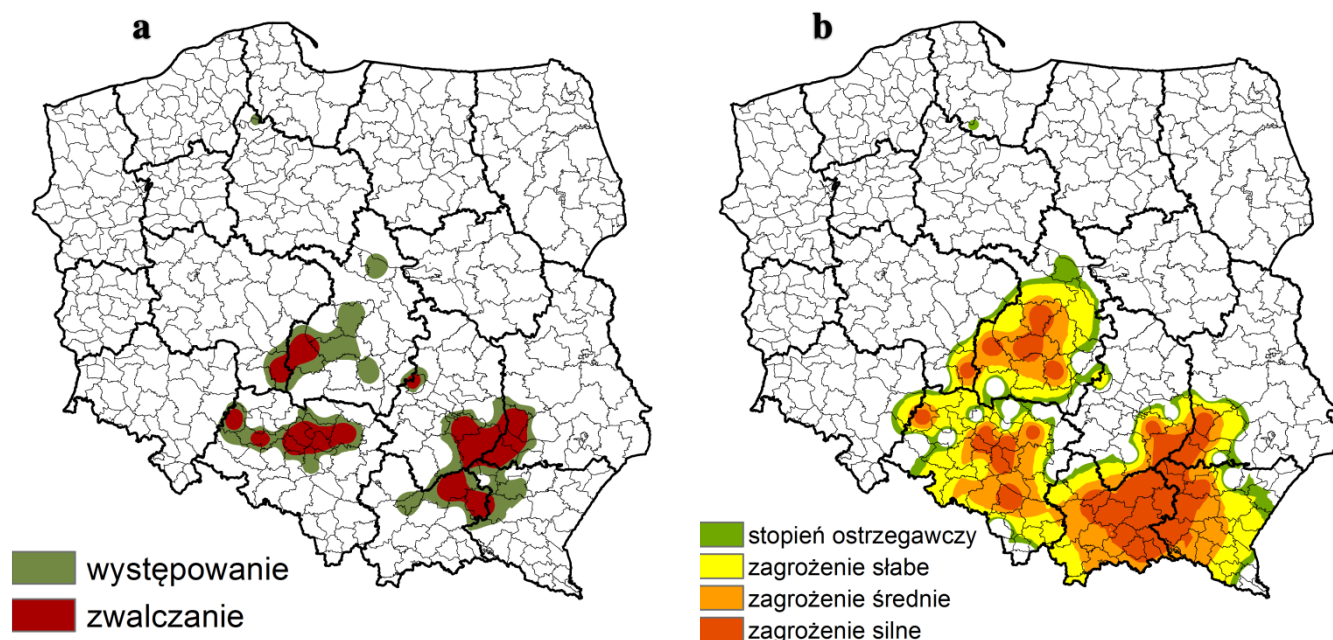 a
b
występowanie
zwalczanie
stopień ostrzegawczy
zagrożenie słabe
zagrożenie średnie
zagrożenie silne